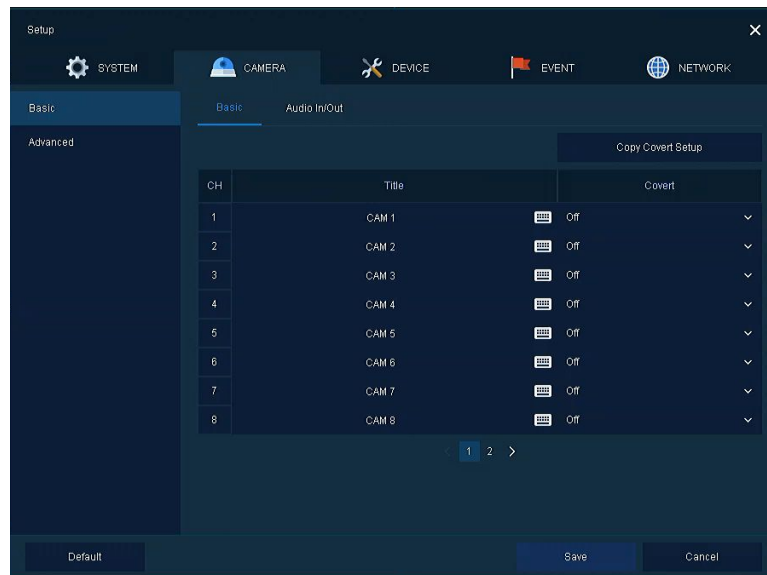 Setup
SYSTEM CAMERA DEVICE EVENT NETWORK
Basic
Advanced
Basic Audio In/Out
Copy Covert Setup
CH Title Covert
1 CAM 1 Off
2 CAM 2 Off
3 CAM 3 Off
4 CAM 4 Off
5 CAM 5 Off
6 CAM 6 Off
7 CAM 7 Off
8 CAM 8 Off
1 2
Default Save Cancel